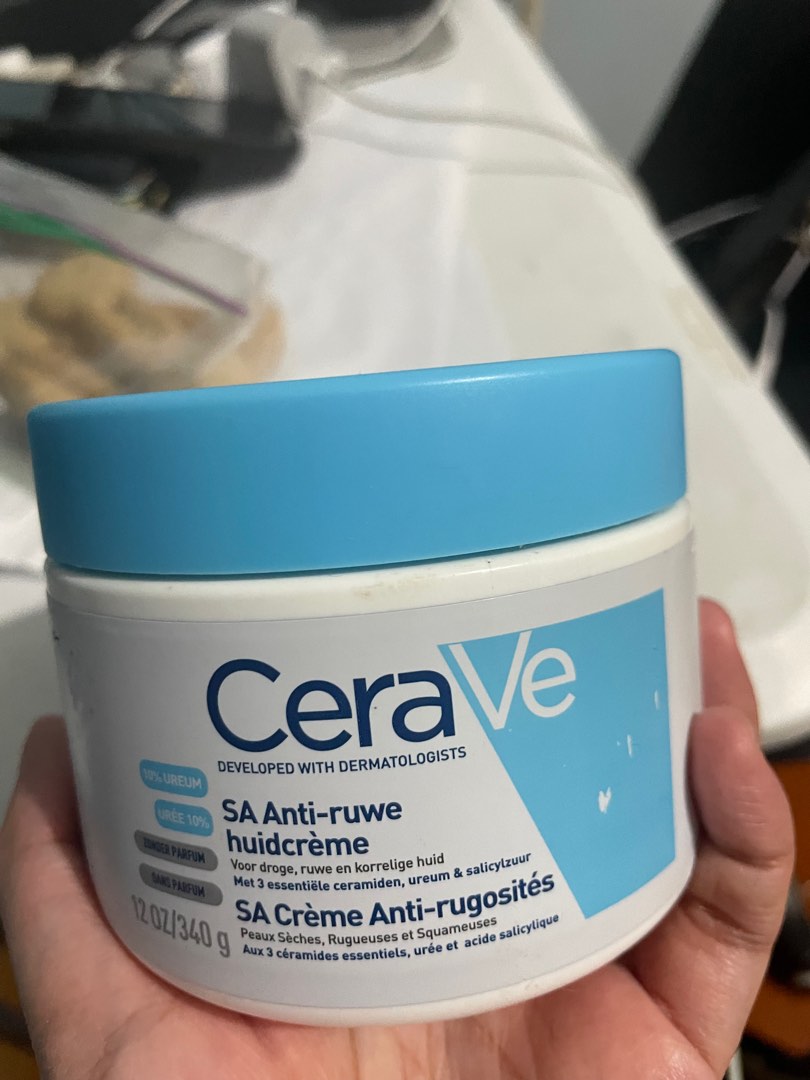 CeraVe
DEVELOPED WITH DERMATOLOGISTS
10% UREUM
URÉE 10%
ZONDER PARFUM
SANS PARFUM
12 OZ/340 g
SA Anti-ruwe
huidcrème
Voor droge, ruwe en korrelige huid
Met 3 essentiële ceramiden, ureum & salicylzuur
SA Crème Anti-rugosités
Peaux Sèches, Rugueuses et Squameuses
Aux 3 céramides essentiels, urée et acide salicylique